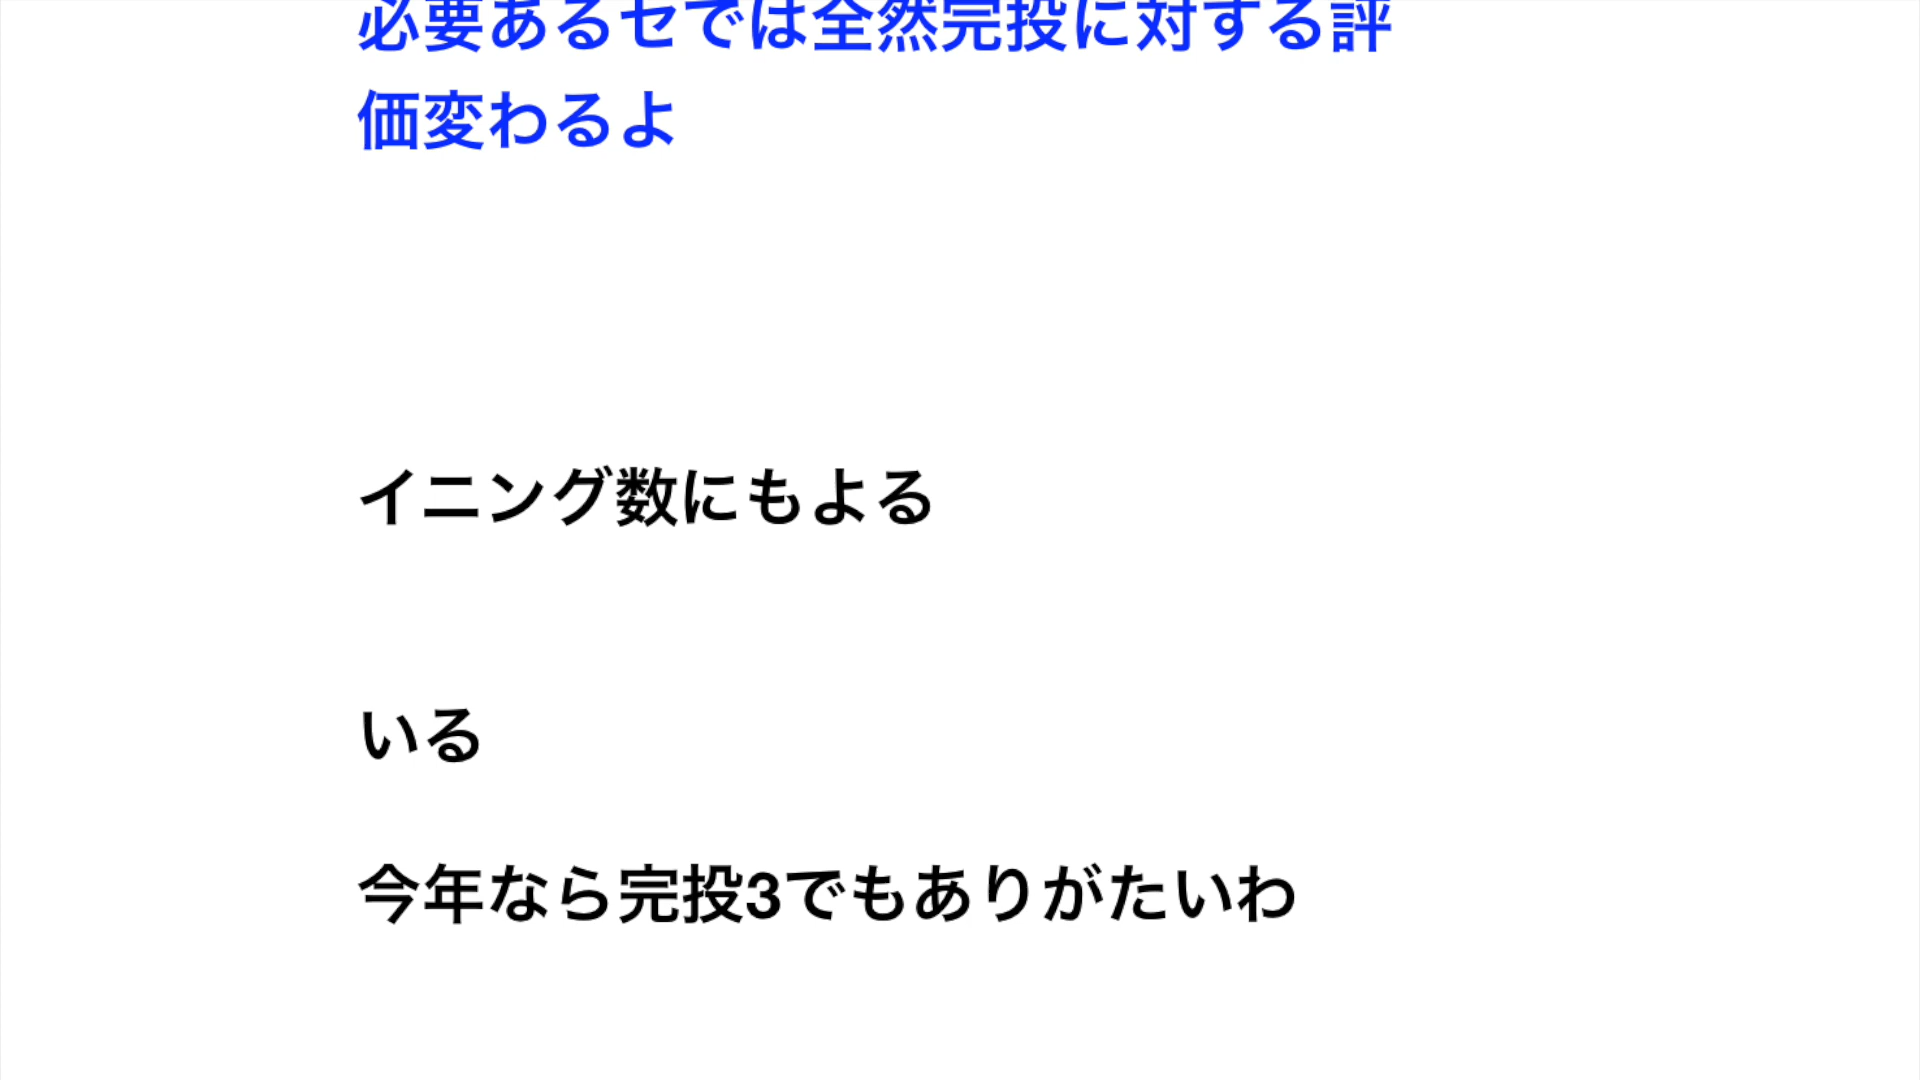 必要あるセでは全然完投に対する評
価変わるよ
イニング数にもよる
いる
今年なら完投3でもありがたいわ